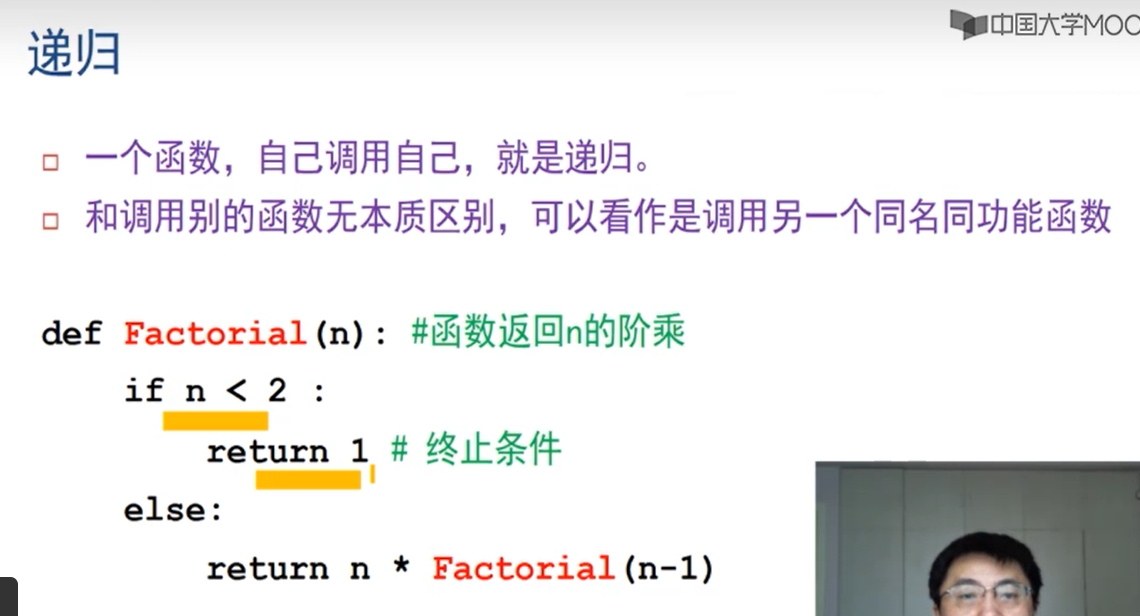 中国大学MOO
递归
一个函数，自己调用自己，就是递归。
和调用别的函数无本质区别，可以看作是调用另一个同名同功能函数
def Factorial(n): #函数返回n的阶乘
if n < 2 :
return 1 # 终止条件
else:
return n * Factorial(n-1)